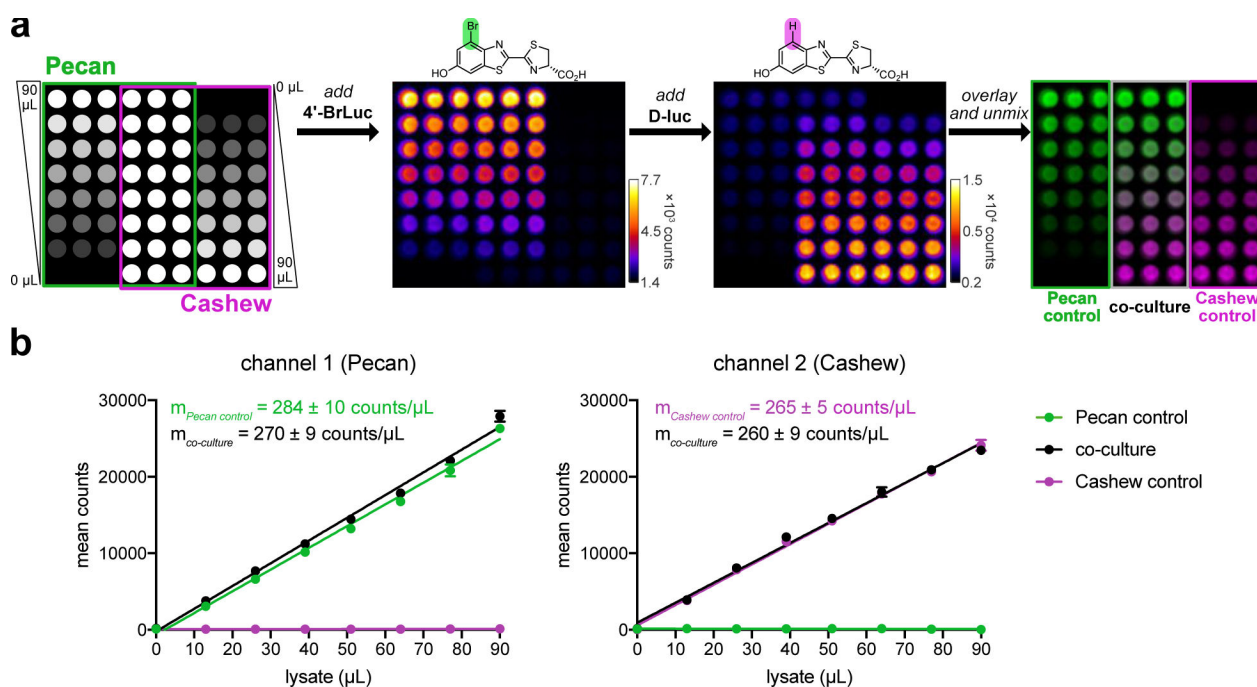 a
Pecan
90
µL
0 µL
0 µL
90
µL
Cashew
add
4'-BrLuc
Br
N
N
S
S
HO
CO₂H
7.7
4.5
1.4
×10³ counts
add
D-luc
H
N
N
S
S
HO
CO₂H
1.5
0.5
0.2
×10⁴ counts
overlay
and unmix
Pecan
control
co-culture
Cashew
control
b
channel 1 (Pecan)
m Pecan control = 284 ± 10 counts/µL
m co-culture = 270 ± 9 counts/µL
mean counts
30000
20000
10000
0
0 10 20 30 40 50 60 70 80 90
lysate (µL)
channel 2 (Cashew)
m Cashew control = 265 ± 5 counts/µL
m co-culture = 260 ± 9 counts/µL
mean counts
30000
20000
10000
0
0 10 20 30 40 50 60 70 80 90
lysate (µL)
Pecan control
co-culture
Cashew control